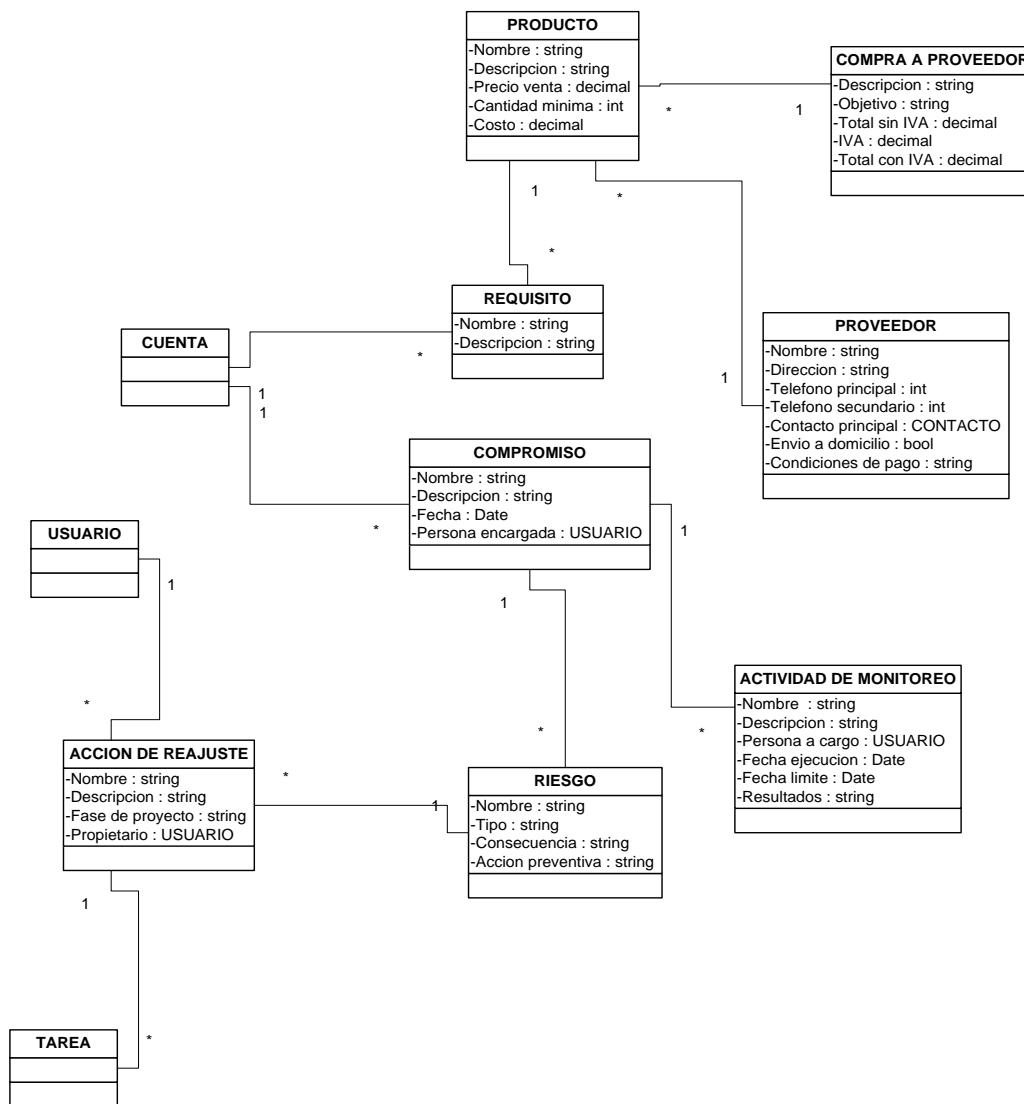 PRODUCTO
-Nombre : string
-Descripcion : string
-Precio venta : decimal
-Cantidad minima : int
-Costo : decimal
COMPRA A PROVEEDOR
-Descripcion : string
-Objetivo : string
-Total sin IVA : decimal
-IVA : decimal
-Total con IVA : decimal
*
1
1
*
*
1
REQUISITO
-Nombre : string
-Descripcion : string
CUENTA
*
1
1
*
PROVEEDOR
-Nombre : string
-Direccion : string
-Telefono principal : int
-Telefono secundario : int
-Contacto principal : CONTACTO
-Envio a domicilio : bool
-Condiciones de pago : string
COMPROMISO
-Nombre : string
-Descripcion : string
-Fecha : Date
-Persona encargada : USUARIO
1
*
1
*
USUARIO
1
*
ACTIVIDAD DE MONITOREO
-Nombre : string
-Descripcion : string
-Persona a cargo : USUARIO
-Fecha ejecucion : Date
-Fecha limite : Date
-Resultados : string
ACCION DE REAJUSTE
-Nombre : string
-Descripcion : string
-Fase de proyecto : string
-Propietario : USUARIO
*
1
RIESGO
-Nombre : string
-Tipo : string
-Consecuencia : string
-Accion preventiva : string
1
*
TAREA